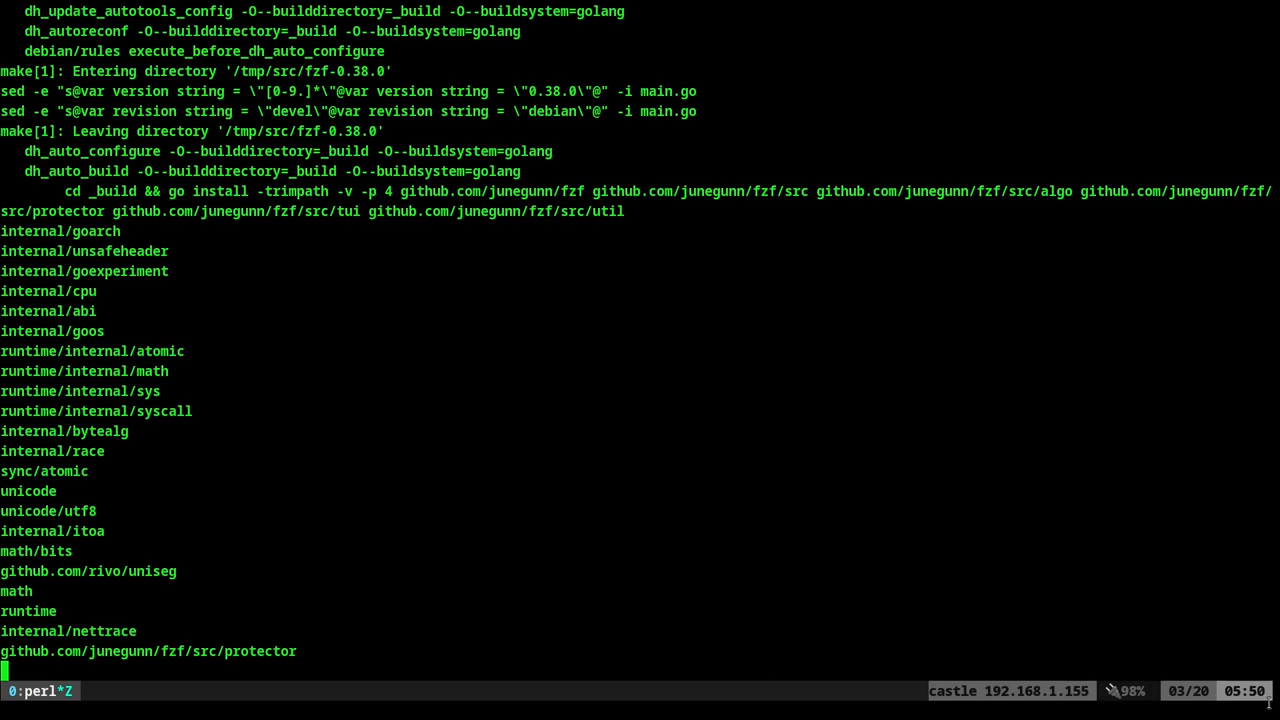 dh_update_autotools_config -O--builddirectory=_build -O--buildsystem=golang
dh_autoreconf -O--builddirectory=_build -O--buildsystem=golang
debian/rules execute_before_dh_auto_configure
make[1]: Entering directory '/tmp/src/fzf-0.38.0'
sed -e "s@var version string = \"[0-9.]*\"@var version string = \"0.38.0\"@" -i main.go
sed -e "s@var revision string = \"devel\"@var revision string = \"debian\"@" -i main.go
make[1]: Leaving directory '/tmp/src/fzf-0.38.0'
dh_auto_configure -O--builddirectory=_build -O--buildsystem=golang
dh_auto_build -O--builddirectory=_build -O--buildsystem=golang
cd _build && go install -trimpath -v -p 4 github.com/junegunn/fzf github.com/junegunn/fzf/src github.com/junegunn/fzf/src/algo github.com/junegunn/fzf/
src/protector github.com/junegunn/fzf/src/tui github.com/junegunn/fzf/src/util
internal/goarch
internal/unsafeheader
internal/goexperiment
internal/cpu
internal/abi
internal/goos
runtime/internal/atomic
runtime/internal/math
runtime/internal/sys
runtime/internal/syscall
internal/bytealg
internal/race
sync/atomic
unicode
unicode/utf8
internal/itoa
math/bits
github.com/rivo/uniseg
math
runtime
internal/nettrace
github.com/junegunn/fzf/src/protector
0:perl*Z castle 192.168.1.155 🔌98% 03/20 05:50